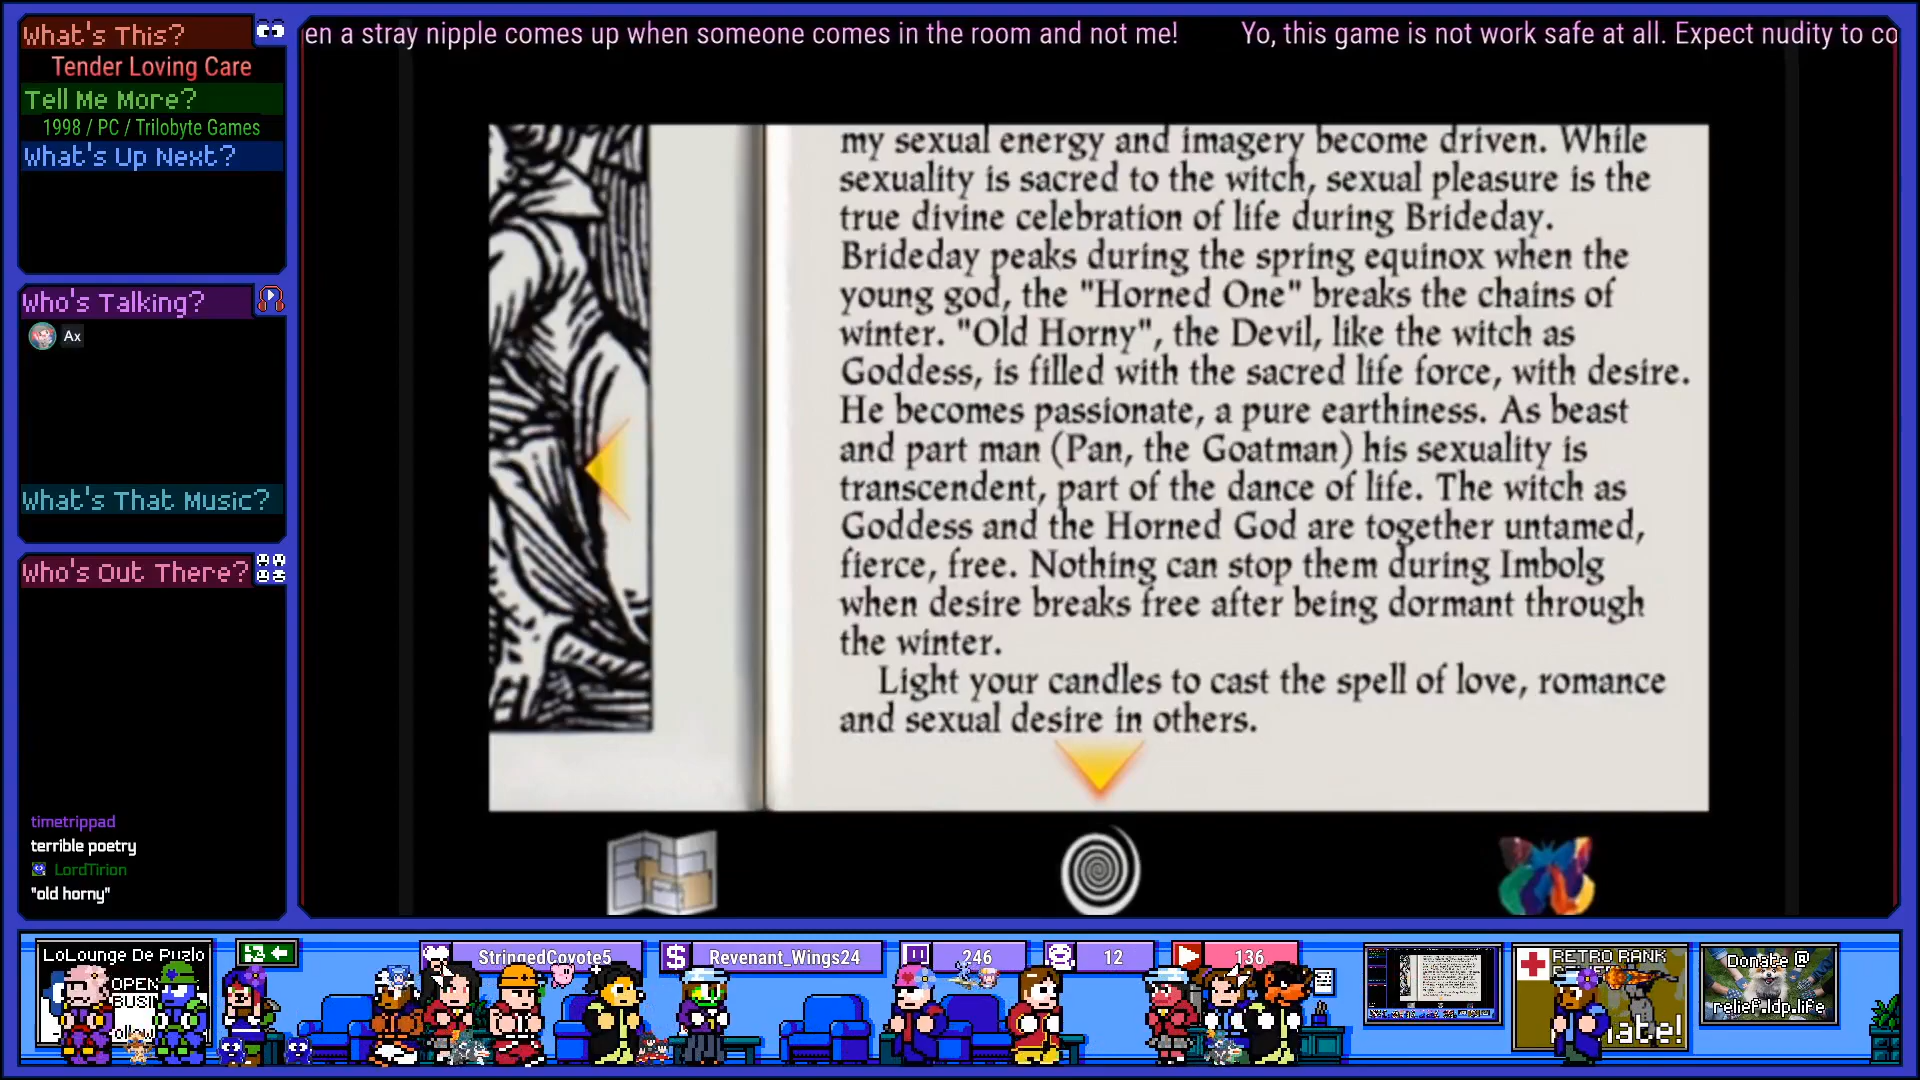 What's This?
Tender Loving Care
Tell Me More?
1998 / PC / Trilobyte Games
What's Up Next?
Who's Talking?
Ax
What's That Music?
Who's Out There?
timetrippad
terrible poetry
LordTirion
"old horny"
en a stray nipple comes up when someone comes in the room and not me! Yo, this game is not work safe at all. Expect nudity to co
my sexual energy and imagery become driven. While
sexuality is sacred to the witch, sexual pleasure is the
true divine celebration of life during Brideday.
Brideday peaks during the spring equinox when the
young god, the "Horned One" breaks the chains of
winter. "Old Horny", the Devil, like the witch as
Goddess, is filled with the sacred life force, with desire.
He becomes passionate, a pure earthiness. As beast
and part man (Pan, the Goatman) his sexuality is
transcendent, part of the dance of life. The witch as
Goddess and the Horned God are together untamed,
fierce, free. Nothing can stop them during Imbolg
when desire breaks free after being dormant through
the winter.
Light your candles to cast the spell of love, romance
and sexual desire in others.
LoLounge De Puzlo
OPEN
StringedCoyote5
Revenant_Wings24
246
12
136
RETRO RANK
Donate @
relief.ldp.life